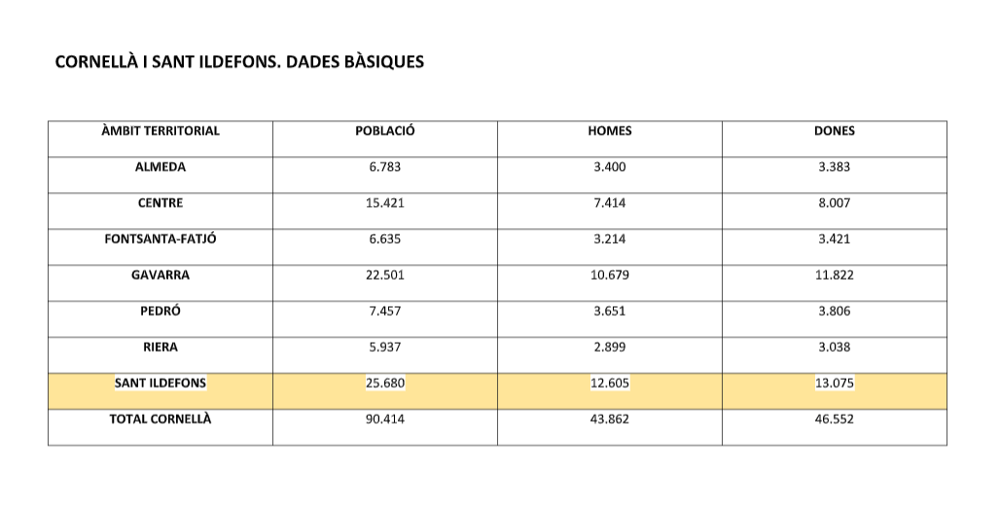 CORNELLÀ I SANT ILDEFONS. DADES BÀSIQUES
ÀMBIT TERRITORIAL POBLACIÓ HOMES DONES
ALMEDA 6.783 3.400 3.383
CENTRE 15.421 7.414 8.007
FONTSANTA-FATJÓ 6.635 3.214 3.421
GAVARRA 22.501 10.679 11.822
PEDRÓ 7.457 3.651 3.806
RIERA 5.937 2.899 3.038
SANT ILDEFONS 25.680 12.605 13.075
TOTAL CORNELLÀ 90.414 43.862 46.552